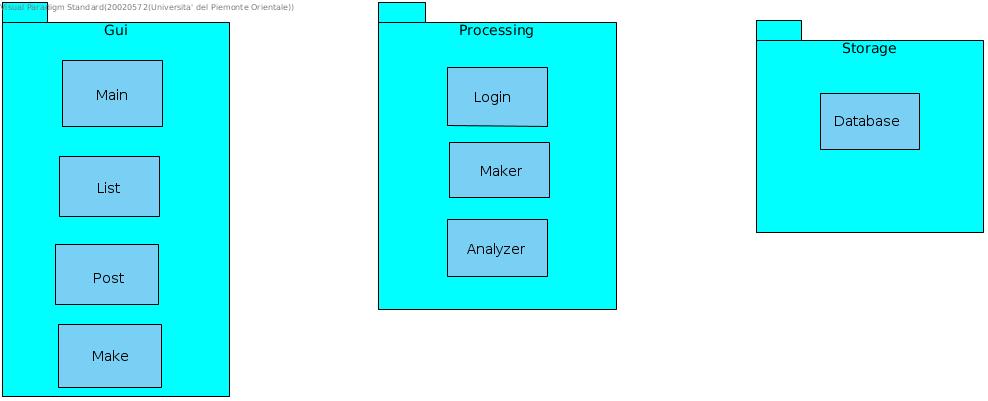 Visual Paradigm Standard(20020572(Universita' del Piemonte Orientale))
Gui
Main
List
Post
Make
Processing
Login
Maker
Analyzer
Storage
Database